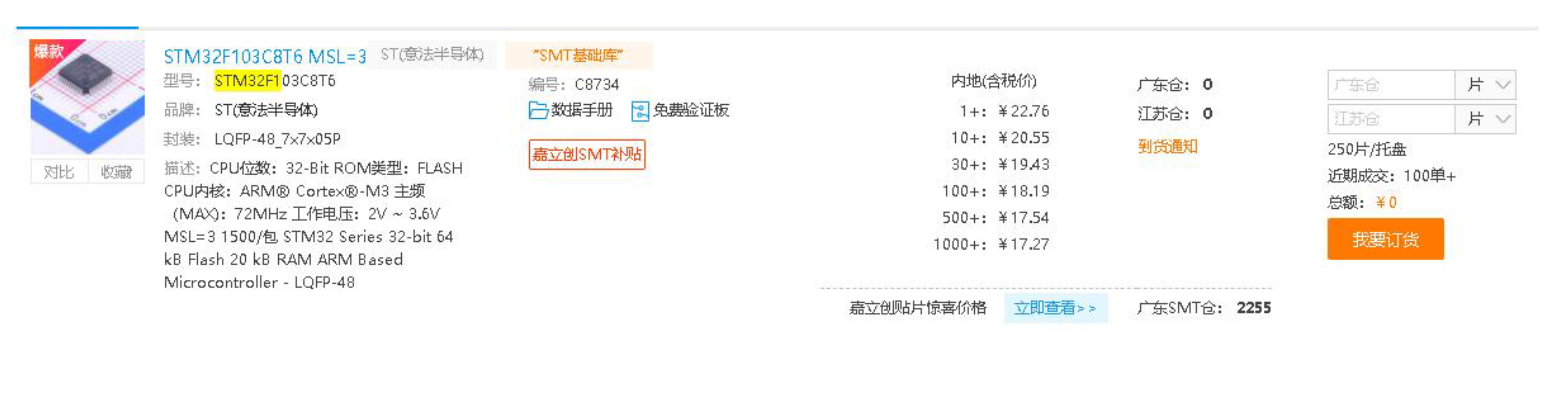 爆款
STM32F103C8T6 MSL=3 ST(意法半导体) "SMT基础库"
型号: STM32F103C8T6
品牌: ST(意法半导体)
封装: LQFP-48_7x7x05P
描述: CPU位数: 32-Bit ROM类型: FLASH
CPU内核: ARM® Cortex®-M3 主频
(MAX): 72MHz 工作电压: 2V ~ 3.6V
MSL=3 1500/包 STM32 Series 32-bit 64
kB Flash 20 kB RAM ARM Based
Microcontroller - LQFP-48
对比 收藏
编号: C8734
数据手册 免费验证板
嘉立创SMT补贴
内地(含税价)
1+: ¥22.76
10+: ¥20.55
30+: ¥19.43
100+: ¥18.19
500+: ¥17.54
1000+: ¥17.27
广东仓: 0
江苏仓: 0
到货通知
广东仓 片
江苏仓 片
250片/托盘
近期成交: 100单+
总额: ¥0
我要订货
嘉立创贴片惊喜价格 立即查看>> 广东SMT仓: 2255